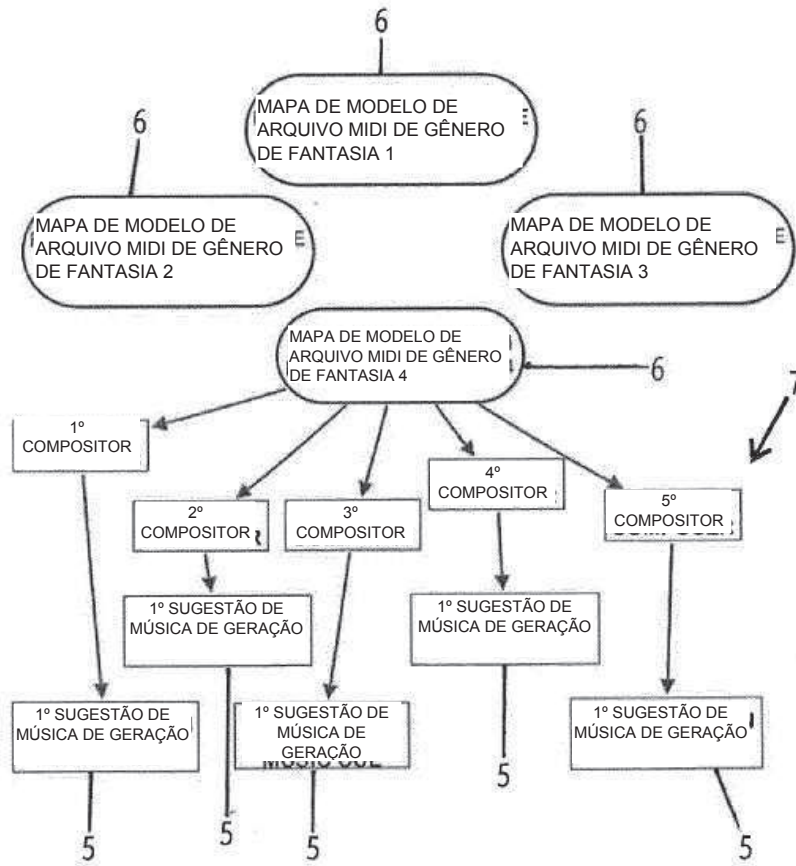 6
MAPA DE MODELO DE
ARQUIVO MIDI DE GÊNERO
DE FANTASIA 1
6
6
MAPA DE MODELO DE
ARQUIVO MIDI DE GÊNERO
DE FANTASIA 2
MAPA DE MODELO DE
ARQUIVO MIDI DE GÊNERO
DE FANTASIA 3
MAPA DE MODELO DE
ARQUIVO MIDI DE GÊNERO
DE FANTASIA 4
6
7
1º
COMPOSITOR
2º
COMPOSITOR
3º
COMPOSITOR
4º
COMPOSITOR
5º
COMPOSITOR
1º SUGESTÃO DE
MÚSICA DE GERAÇÃO
1º SUGESTÃO DE
MÚSICA DE GERAÇÃO
1º SUGESTÃO DE
MÚSICA DE GERAÇÃO
1º SUGESTÃO DE
MÚSICA DE
GERAÇÃO
1º SUGESTÃO DE
MÚSICA DE GERAÇÃO
5
5
5
5
5